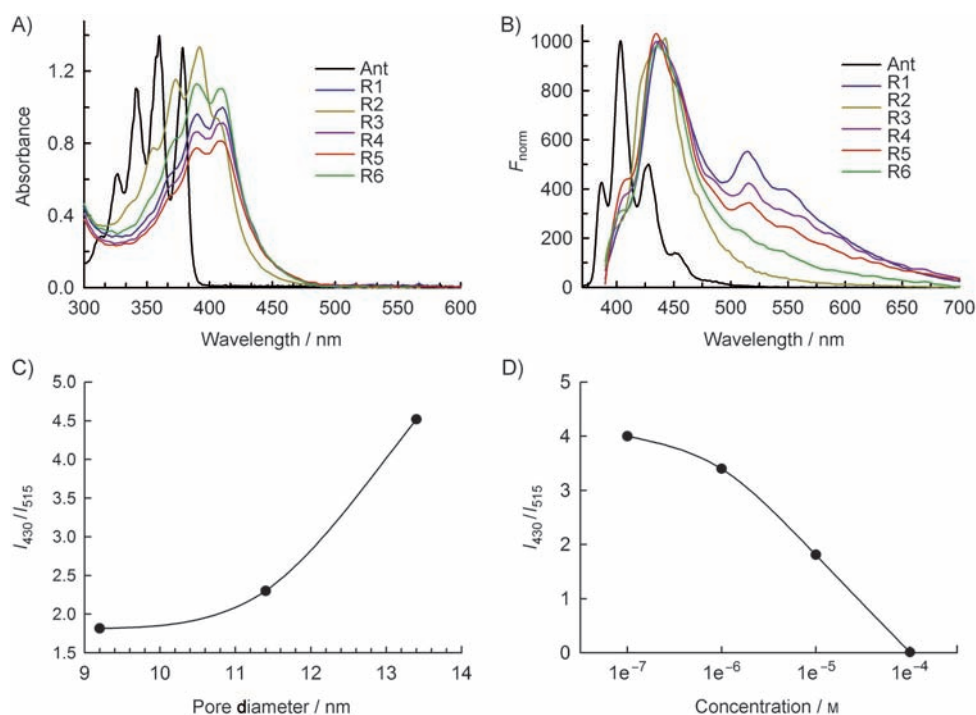 A)
Absorbance
1.2
0.8
0.4
0.0
300 350 400 450 500 550 600
Wavelength / nm
Ant
R1
R2
R3
R4
R5
R6
B)
Fnorm
1000
800
600
400
200
0
400 450 500 550 600 650 700
Wavelength / nm
Ant
R1
R2
R3
R4
R5
R6
C)
I430/I515
5.0
4.5
4.0
3.5
3.0
2.5
2.0
1.5
9 10 11 12 13 14
Pore diameter / nm
D)
I430/I515
5
4
3
2
1
0
1e-7 1e-6 1e-5 1e-4
Concentration / M